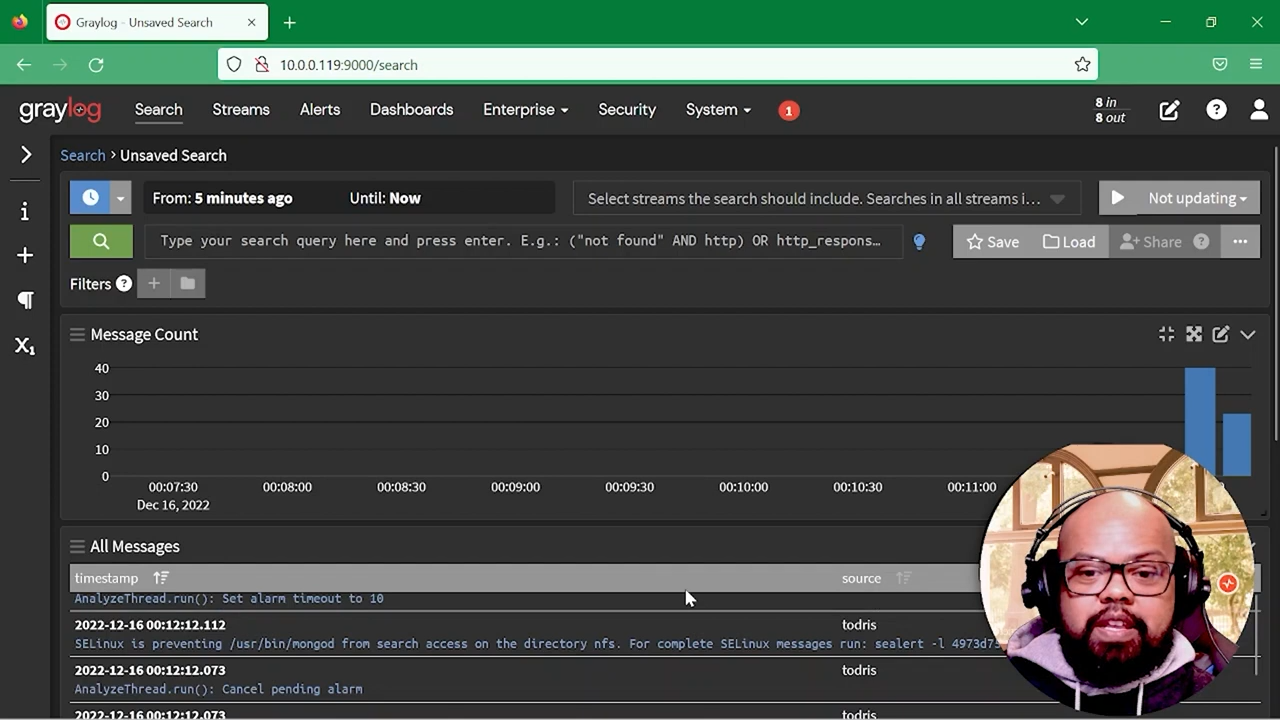 Graylog - Unsaved Search
10.0.0.119:9000/search
graylog Search Streams Alerts Dashboards Enterprise Security System 1 8 in
8 out
Search > Unsaved Search
From: 5 minutes ago Until: Now Select streams the search should include. Searches in all streams i... Not updating
Type your search query here and press enter. E.g.: ("not found" AND http) OR http_respons… Save Load Share
Filters
Message Count
40
30
20
10
0
00:07:30 00:08:00 00:08:30 00:09:00 00:09:30 00:10:00 00:10:30 00:11:00
Dec 16, 2022
All Messages
timestamp source
AnalyzeThread.run(): Set alarm timeout to 10
2022-12-16 00:12:12.112 todris
SELinux is preventing /usr/bin/mongod from search access on the directory nfs. For complete SELinux messages run: sealert -l
2022-12-16 00:12:12.073 todris
AnalyzeThread.run(): Cancel pending alarm
2022-12-16 00:12:12.073 todris